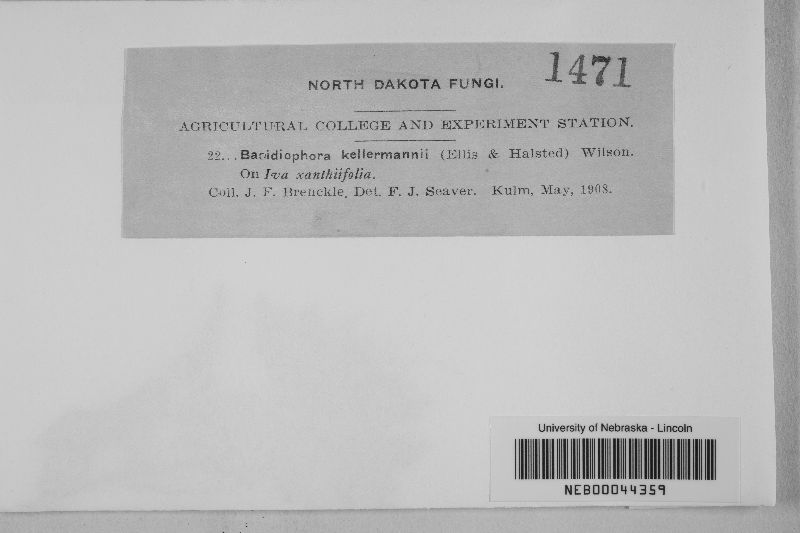 1471
NORTH DAKOTA FUNGI.
AGRICULTURAL COLLEGE AND EXPERIMENT STATION.
22... Basidiophora kellermannii (Ellis & Halsted) Wilson.
On Iva xanthiifolia.
Coll. J. F. Brenckle, Det. F. J. Seaver. Kulm, May, 1908.
University of Nebraska - Lincoln
NEB00044359